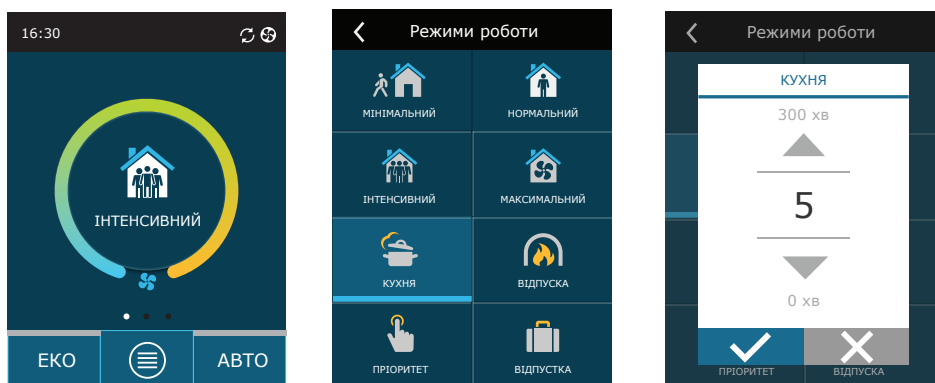 16:30
ІНТЕНСИВНИЙ
ЕКО
АВТО
Режими роботи
МІНІМАЛЬНИЙ
НОРМАЛЬНИЙ
ІНТЕНСИВНИЙ
МАКСИМАЛЬНИЙ
КУХНЯ
ВІДПУСКА
ПРІОРИТЕТ
ВІДПУСТКА
Режими роботи
КУХНЯ
300 хв
5
0 хв
ПРІОРИТЕТ
ВІДПУСКА